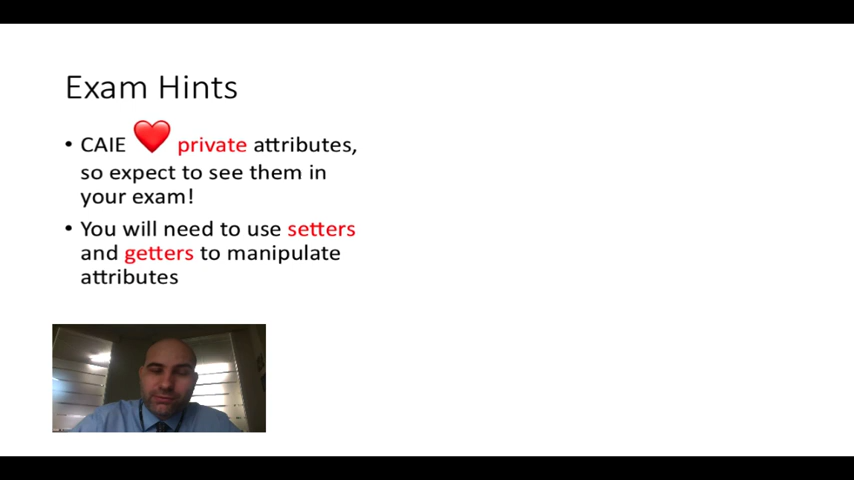 Exam Hints
• CAIE ❤️ private attributes,
so expect to see them in
your exam!
• You will need to use setters
and getters to manipulate
attributes